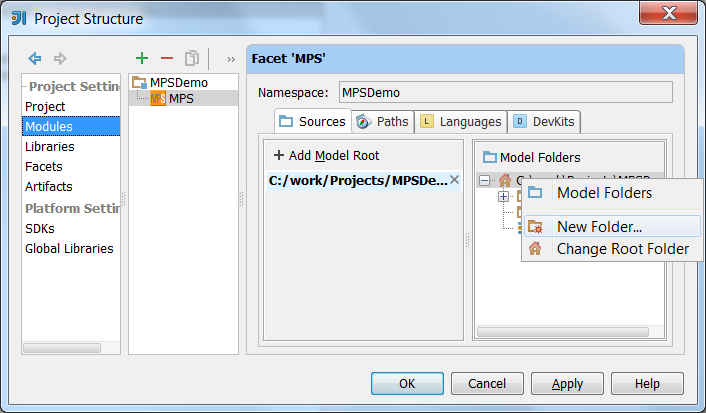 Project Structure
Project Settin
Project
Modules
Libraries
Facets
Artifacts
Platform Settin
SDKs
Global Libraries
»
MPSDemo
MPS
Facet 'MPS'
Namespace: MPSDemo
Sources Paths Languages DevKits
+ Add Model Root
C:/work/Projects/MPSDe...
Model Folders
Model Folders
New Folder...
Change Root Folder
OK Cancel Apply Help